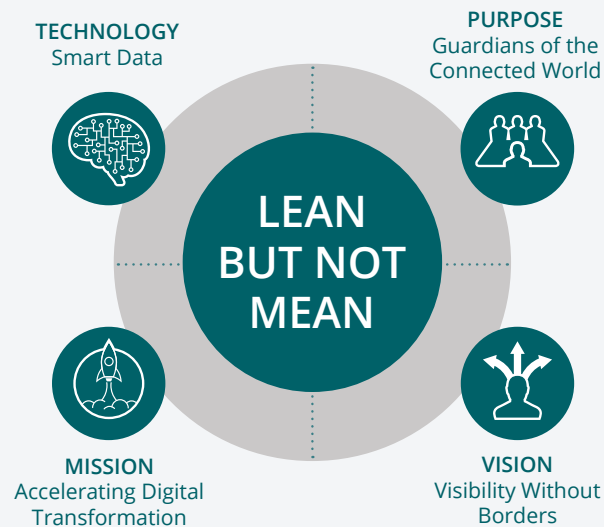 TECHNOLOGY
Smart Data
PURPOSE
Guardians of the
Connected World
LEAN
BUT NOT
MEAN
MISSION
Accelerating Digital
Transformation
VISION
Visibility Without
Borders